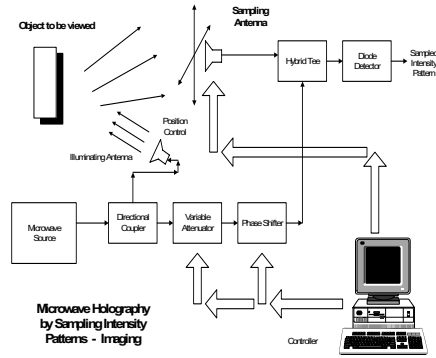 Object to be viewed
Sampling
Antenna
Hybrid Tee
Diode
Detector
Sampled
Intensity
Pattern
Position
Control
Illuminating Antenna
Microwave
Source
Directional
Coupler
Variable
Attenuator
Phase Shifter
Microwave Holography
by Sampling Intensity
Patterns - Imaging
Controller